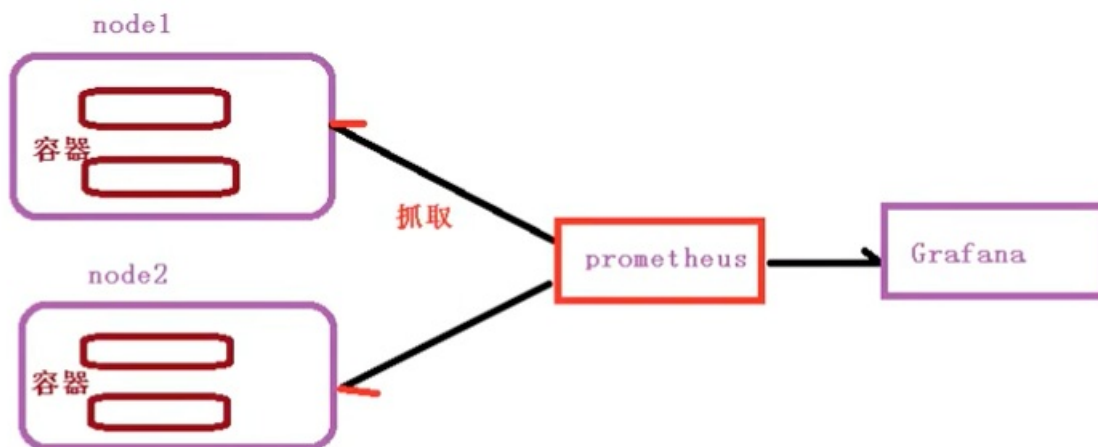 node1
容器
抓取
prometheus
Grafana
node2
容器